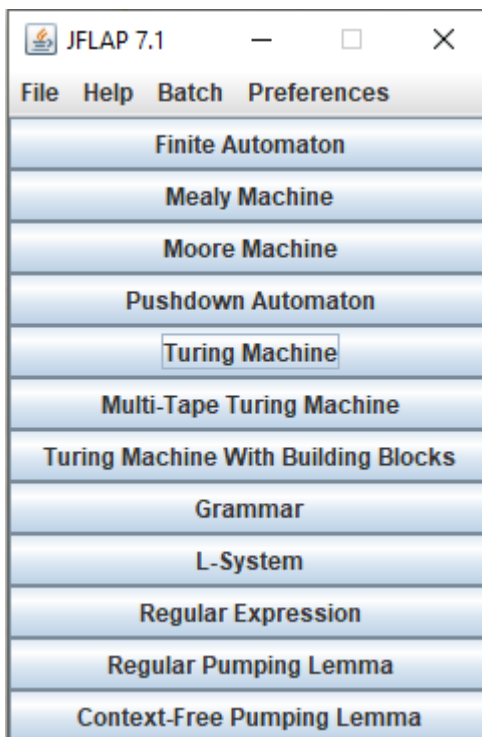 JFLAP 7.1
File Help Batch Preferences
Finite Automaton
Mealy Machine
Moore Machine
Pushdown Automaton
Turing Machine
Multi-Tape Turing Machine
Turing Machine With Building Blocks
Grammar
L-System
Regular Expression
Regular Pumping Lemma
Context-Free Pumping Lemma